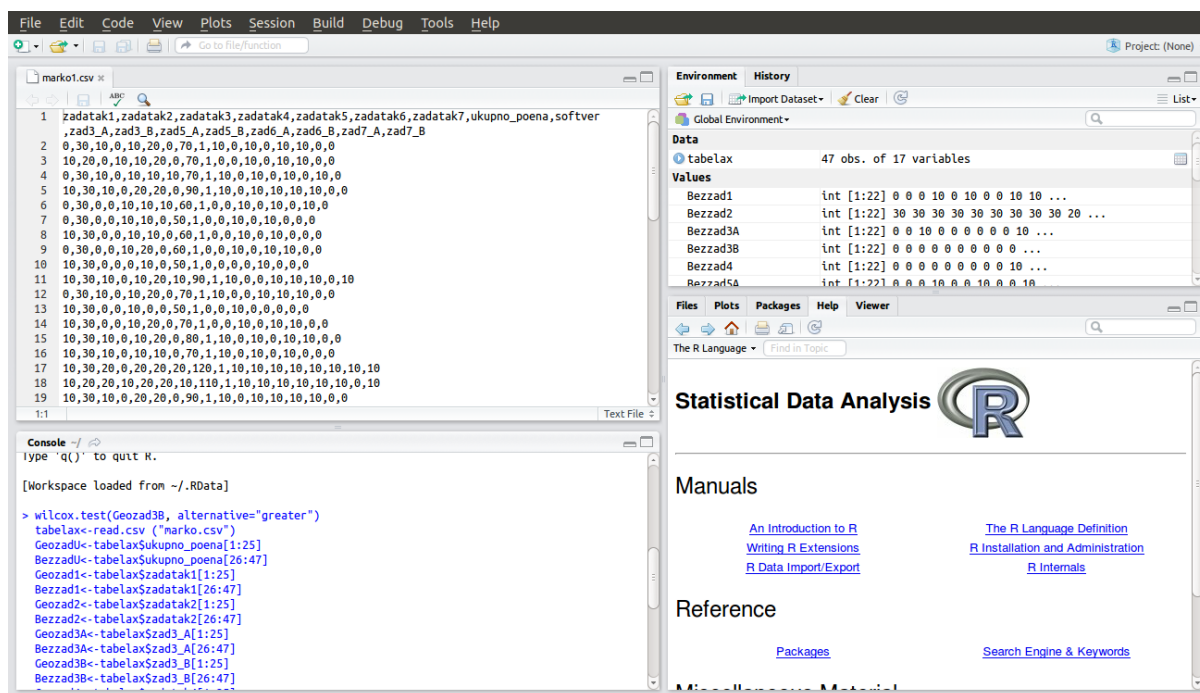 File Edit Code View Plots Session Build Debug Tools Help
Go to file/function
Project: (None)
marko1.csv
ABC
1 zadatak1,zadatak2,zadatak3,zadatak4,zadatak5,zadatak6,zadatak7,ukupno_poena,softver
,zad3_A,zad3_B,zad5_A,zad5_B,zad6_A,zad6_B,zad7_A,zad7_B
2 0,30,10,0,10,20,0,70,1,10,0,10,0,10,10,0,0
3 10,20,0,10,10,20,0,70,1,0,0,10,0,10,10,0,0
4 0,30,10,0,10,10,10,70,1,10,0,10,0,10,0,10,0
5 10,30,10,0,20,20,0,90,1,10,0,10,10,10,10,0,0
6 0,30,0,0,10,10,10,60,1,0,0,10,0,10,0,10,0
7 0,30,0,0,10,10,0,50,1,0,0,10,0,10,0,0,0
8 10,30,0,0,10,10,0,60,1,0,0,10,0,10,0,0,0
9 0,30,0,0,10,20,0,60,1,0,0,10,0,10,10,0,0
10 10,30,0,0,0,10,0,50,1,0,0,0,0,10,0,0,0
11 10,30,10,0,10,20,10,90,1,10,0,0,10,10,10,0,10
12 0,30,10,0,10,20,0,70,1,10,0,0,10,10,10,0,0
13 10,30,0,0,10,0,0,50,1,0,0,10,0,0,0,0,0
14 10,30,0,0,10,20,0,70,1,0,0,10,0,10,10,0,0
15 10,30,10,0,10,20,0,80,1,10,0,10,0,10,10,0,0
16 10,30,10,0,10,10,0,70,1,10,0,10,0,10,0,0,0
17 10,30,20,0,20,20,20,120,1,10,10,10,10,10,10,10,10
18 10,20,20,10,20,20,10,110,1,10,10,10,10,10,10,0,10
19 10,30,10,0,20,20,0,90,1,10,0,10,10,10,10,0,0
1:1 Text File
Console ~/
Type 'q()' to quit R.
[Workspace loaded from ~/.RData]
> wilcox.test(Geozad3B, alternative="greater")
tabelax<-read.csv ("marko.csv")
GeozadU<-tabelax$ukupno_poena[1:25]
BezzadU<-tabelax$ukupno_poena[26:47]
Geozad1<-tabelax$zadatak1[1:25]
Bezzad1<-tabelax$zadatak1[26:47]
Geozad2<-tabelax$zadatak2[1:25]
Bezzad2<-tabelax$zadatak2[26:47]
Geozad3A<-tabelax$zad3_A[1:25]
Bezzad3A<-tabelax$zad3_A[26:47]
Geozad3B<-tabelax$zad3_B[1:25]
Bezzad3B<-tabelax$zad3_B[26:47]
Environment History
Import Dataset Clear List
Global Environment
Data
tabelax 47 obs. of 17 variables
Values
Bezzad1 int [1:22] 0 0 0 10 0 10 0 0 10 10 ...
Bezzad2 int [1:22] 30 30 30 30 30 30 30 30 30 20 ...
Bezzad3A int [1:22] 0 0 10 0 0 0 0 0 0 10 ...
Bezzad3B int [1:22] 0 0 0 0 0 0 0 0 0 0 ...
Bezzad4 int [1:22] 0 0 0 0 0 0 0 0 0 10 ...
Bezzad5A int [1:22] 0 0 0 10 0 0 10 0 0 10
Files Plots Packages Help Viewer
The R Language Find in Topic
Statistical Data Analysis R
Manuals
An Introduction to R The R Language Definition
Writing R Extensions R Installation and Administration
R Data Import/Export R Internals
Reference
Packages Search Engine & Keywords
Miscellaneous Material